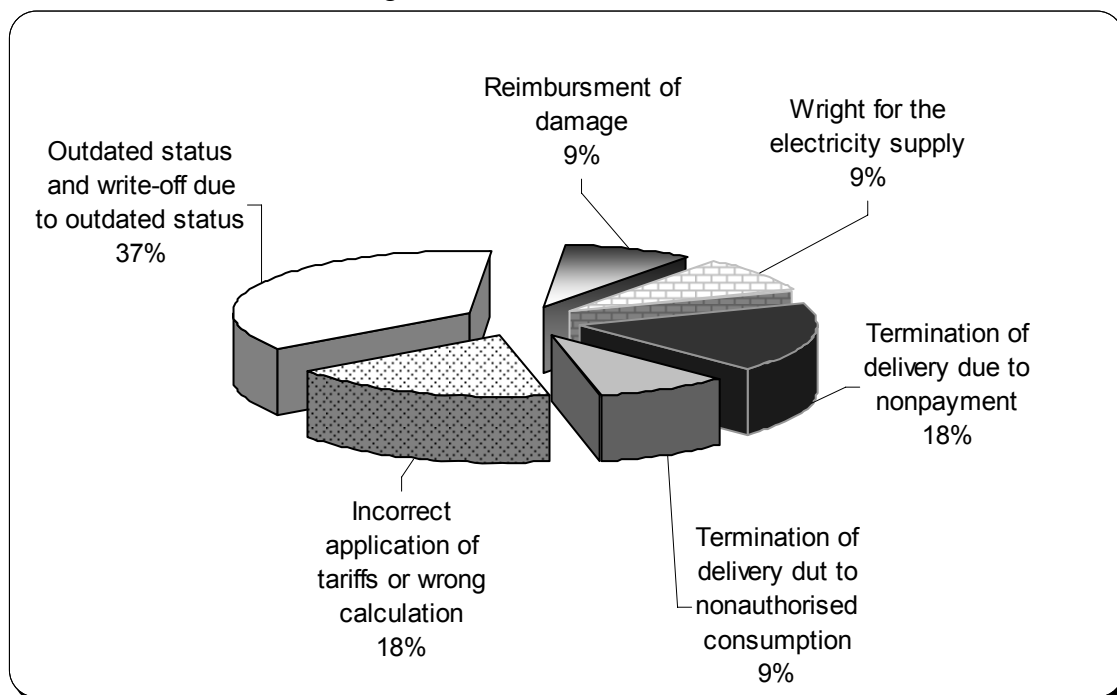 Reimbursment of
damage
9%
Wright for the
electricity supply
9%
Outdated status
and write-off due
to outdated status
37%
Termination of
delivery due to
nonpayment
18%
Incorrect
application of
tariffs or wrong
calculation
18%
Termination of
delivery dut to
nonauthorised
consumption
9%